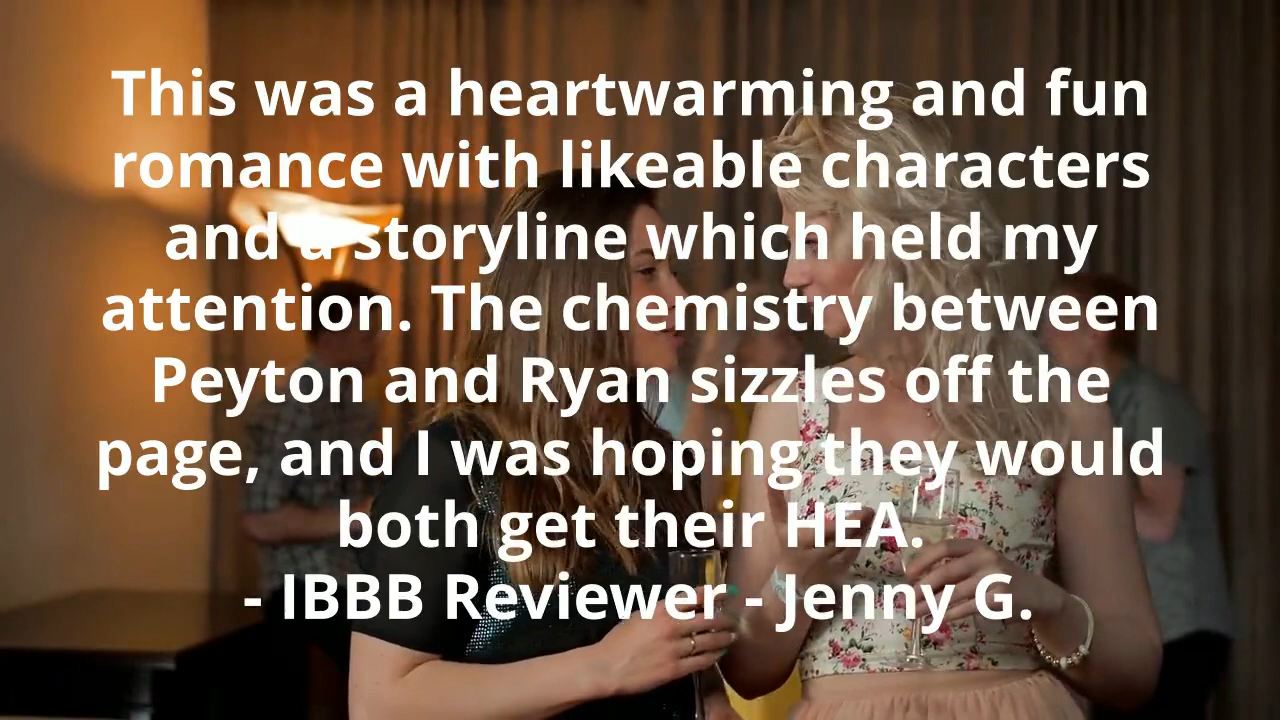 This was a heartwarming and fun
romance with likeable characters
and a storyline which held my
attention. The chemistry between
Peyton and Ryan sizzles off the
page, and I was hoping they would
both get their HEA.
- IBBB Reviewer - Jenny G.